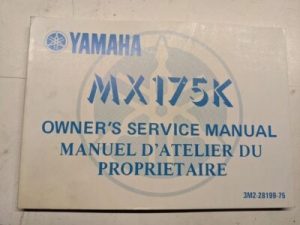 YAMAHA
MX175K
OWNER'S SERVICE MANUAL
MANUEL D'ATELIER DU
PROPRIETAIRE
3M2-28199-75